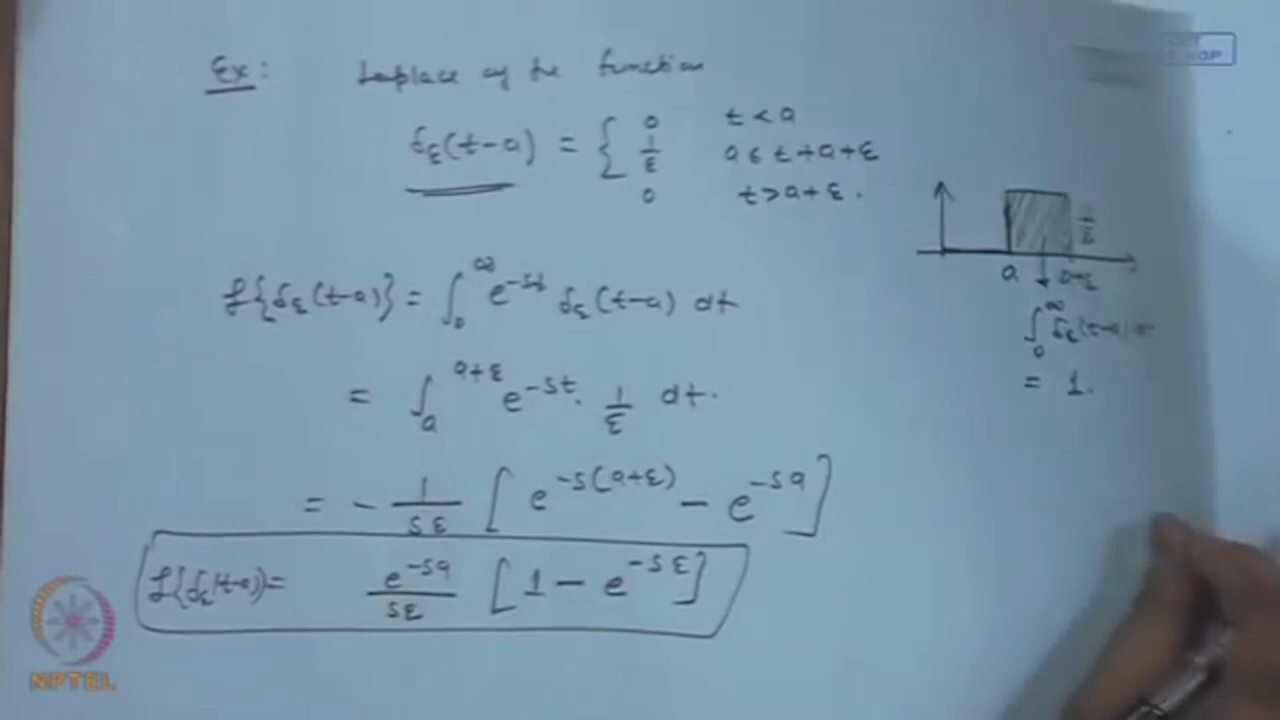 Ex: Laplace of the function
δε(t-a) = { 0 t < a
1/ε a ≤ t + a + ε
0 t > a + ε .
1/ε
a a+ε
L{δε(t-a)} = ∫₀^∞ e^-st δε(t-a) dt
∫₀^∞ δε(t-a) dt
= 1.
= ∫ₐ^a+ε e^-st . 1/ε dt .
= - 1/sε [ e^-s(a+ε) - e^-sa ]
L{δε(t-a)} = e^-sa/sε [ 1 - e^-sε ]
NPTEL